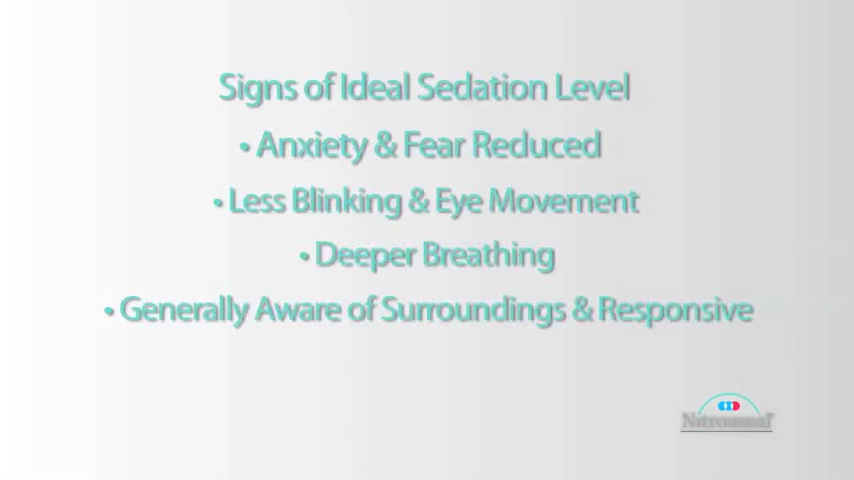 Signs of Ideal Sedation Level
• Anxiety & Fear Reduced
• Less Blinking & Eye Movement
• Deeper Breathing
• Generally Aware of Surroundings & Responsive